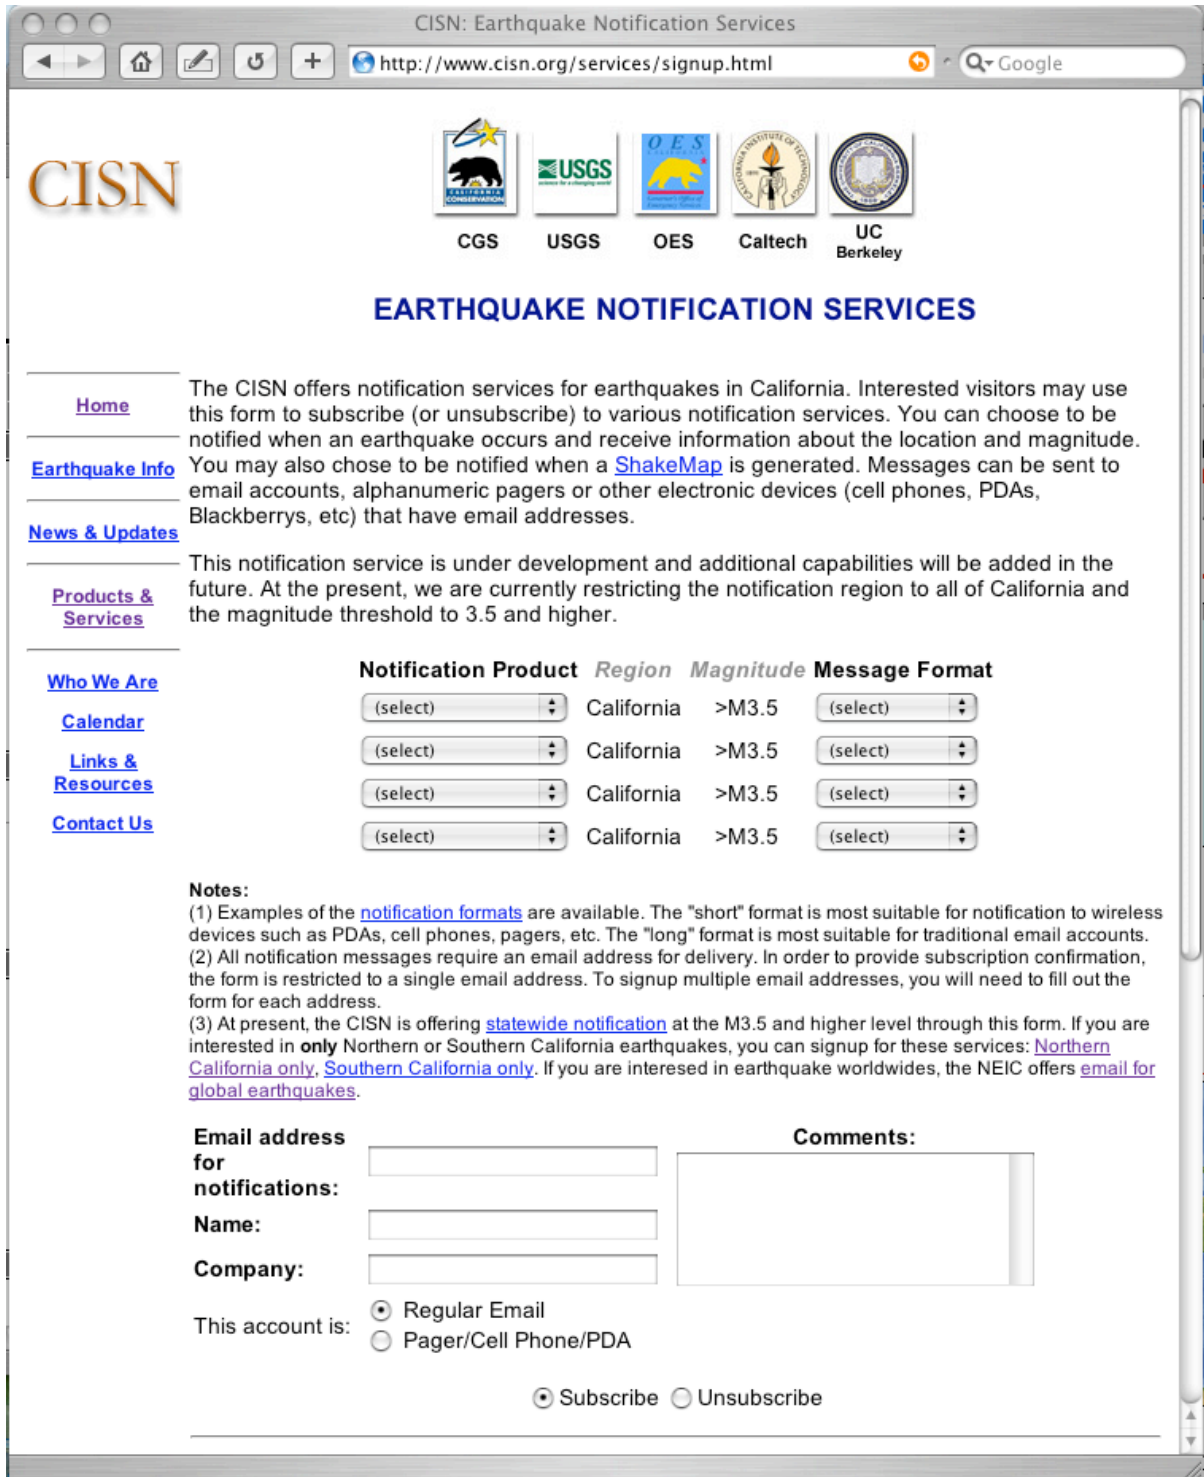 CISN: Earthquake Notification Services
http://www.cisn.org/services/signup.html
Google
CISN
OES
CALIFORNIA
CONSERVATION
USGS
science for a changing world
CGS USGS OES Caltech UC Berkeley
EARTHQUAKE NOTIFICATION SERVICES
Home
Earthquake Info
News & Updates
Products &
Services
Who We Are
Calendar
Links &
Resources
Contact Us
The CISN offers notification services for earthquakes in California. Interested visitors may use
this form to subscribe (or unsubscribe) to various notification services. You can choose to be
notified when an earthquake occurs and receive information about the location and magnitude.
You may also chose to be notified when a ShakeMap is generated. Messages can be sent to
email accounts, alphanumeric pagers or other electronic devices (cell phones, PDAs,
Blackberrys, etc) that have email addresses.
This notification service is under development and additional capabilities will be added in the
future. At the present, we are currently restricting the notification region to all of California and
the magnitude threshold to 3.5 and higher.
Notification Product Region Magnitude Message Format
(select) California >M3.5 (select)
(select) California >M3.5 (select)
(select) California >M3.5 (select)
(select) California >M3.5 (select)
Notes:
(1) Examples of the notification formats are available. The "short" format is most suitable for notification to wireless
devices such as PDAs, cell phones, pagers, etc. The "long" format is most suitable for traditional email accounts.
(2) All notification messages require an email address for delivery. In order to provide subscription confirmation,
the form is restricted to a single email address. To signup multiple email addresses, you will need to fill out the
form for each address.
(3) At present, the CISN is offering statewide notification at the M3.5 and higher level through this form. If you are
interested in only Northern or Southern California earthquakes, you can signup for these services: Northern
California only, Southern California only. If you are interesed in earthquake worldwides, the NEIC offers email for
global earthquakes.
Email address
for
notifications:
Comments:
Name:
Company:
This account is:
Regular Email
Pager/Cell Phone/PDA
Subscribe Unsubscribe